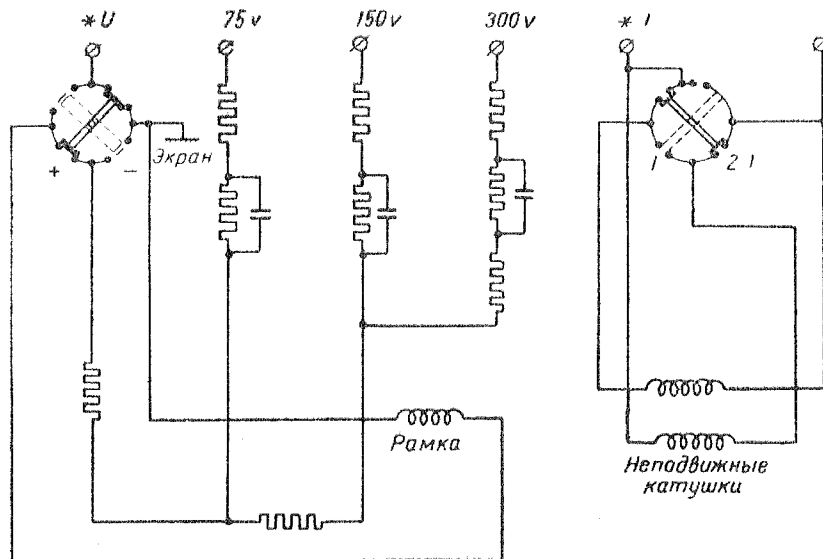 * U 75 v 150 v 300 v * I
Экран
+ -
1 2 1
Рамка
Неподвижные
катушки